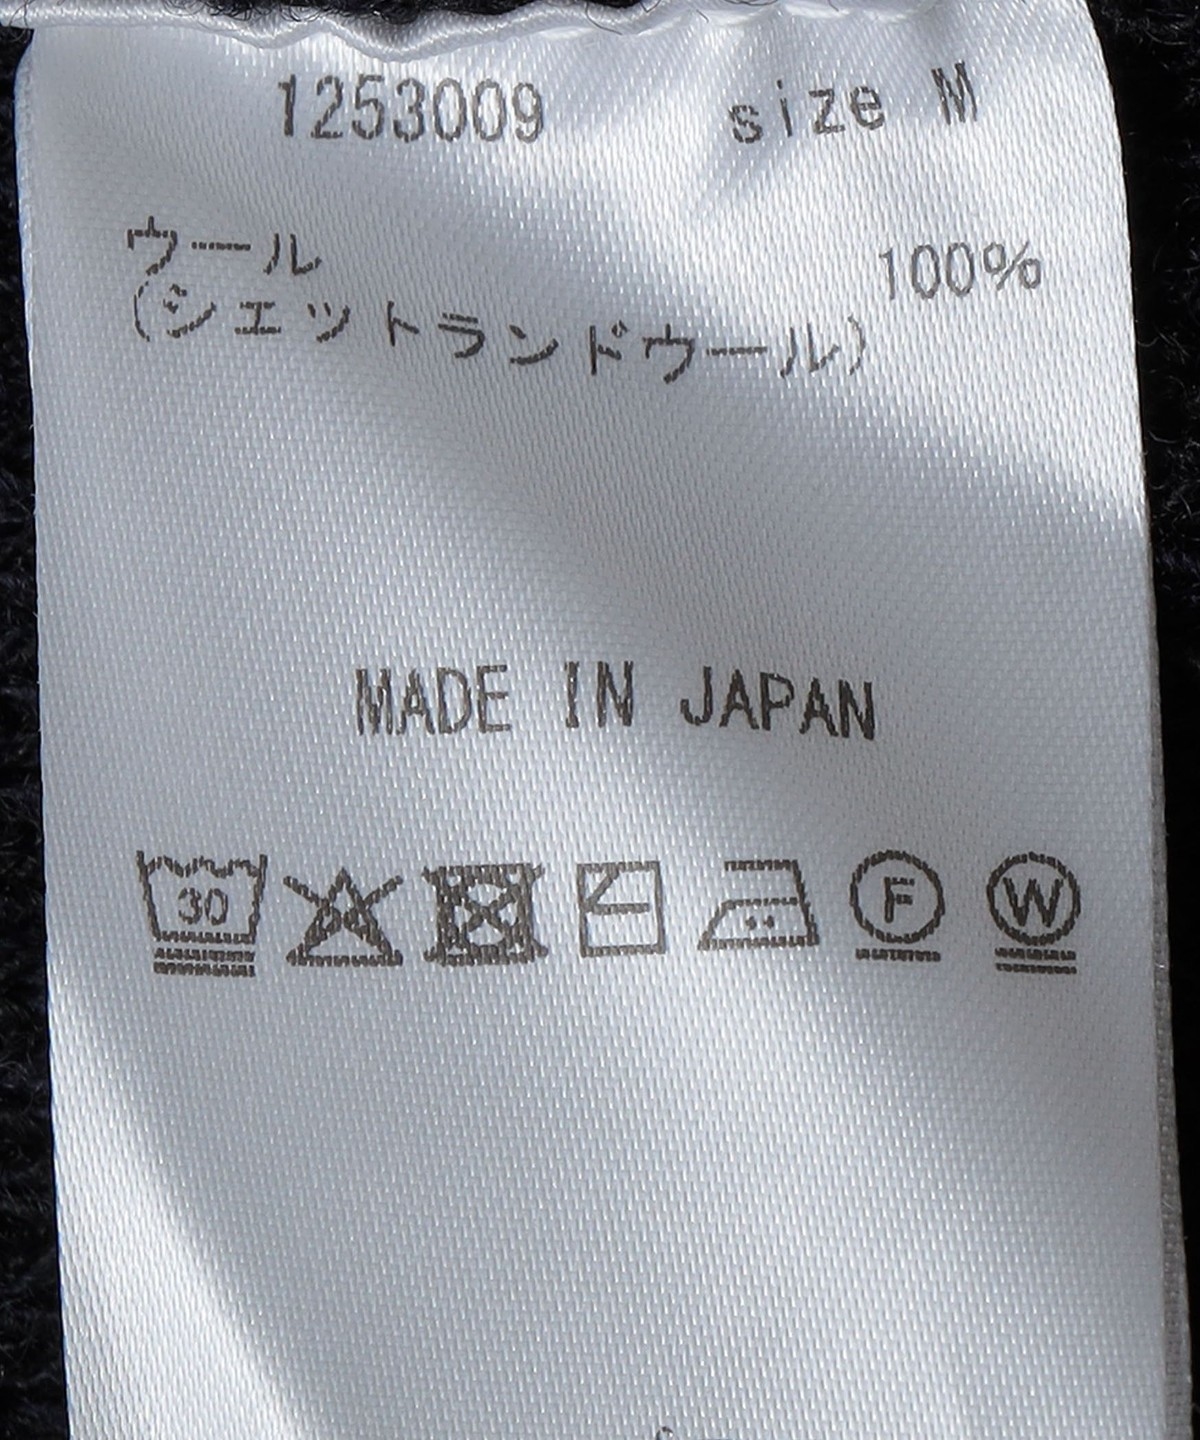 1253009 size M
ウール 100%
(シェットランドウール)
MADE IN JAPAN
30 F W